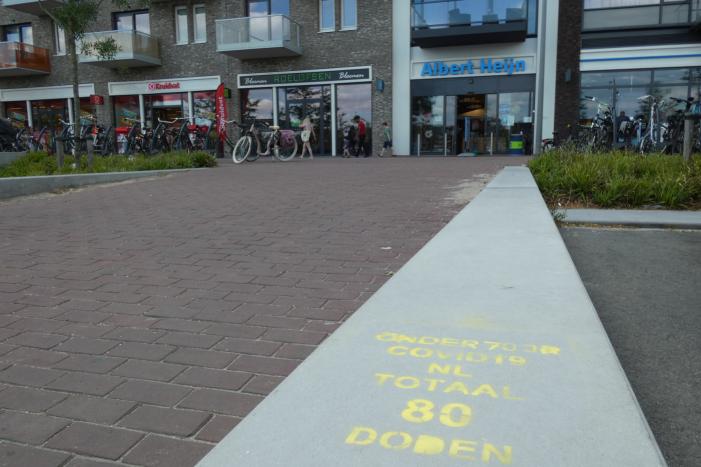 Kruidvat
Bloemen ROELOFSEN Bloemen
Albert Heijn
ONDER 70 JR
COVID19
NL
TOTAAL
80
DODEN